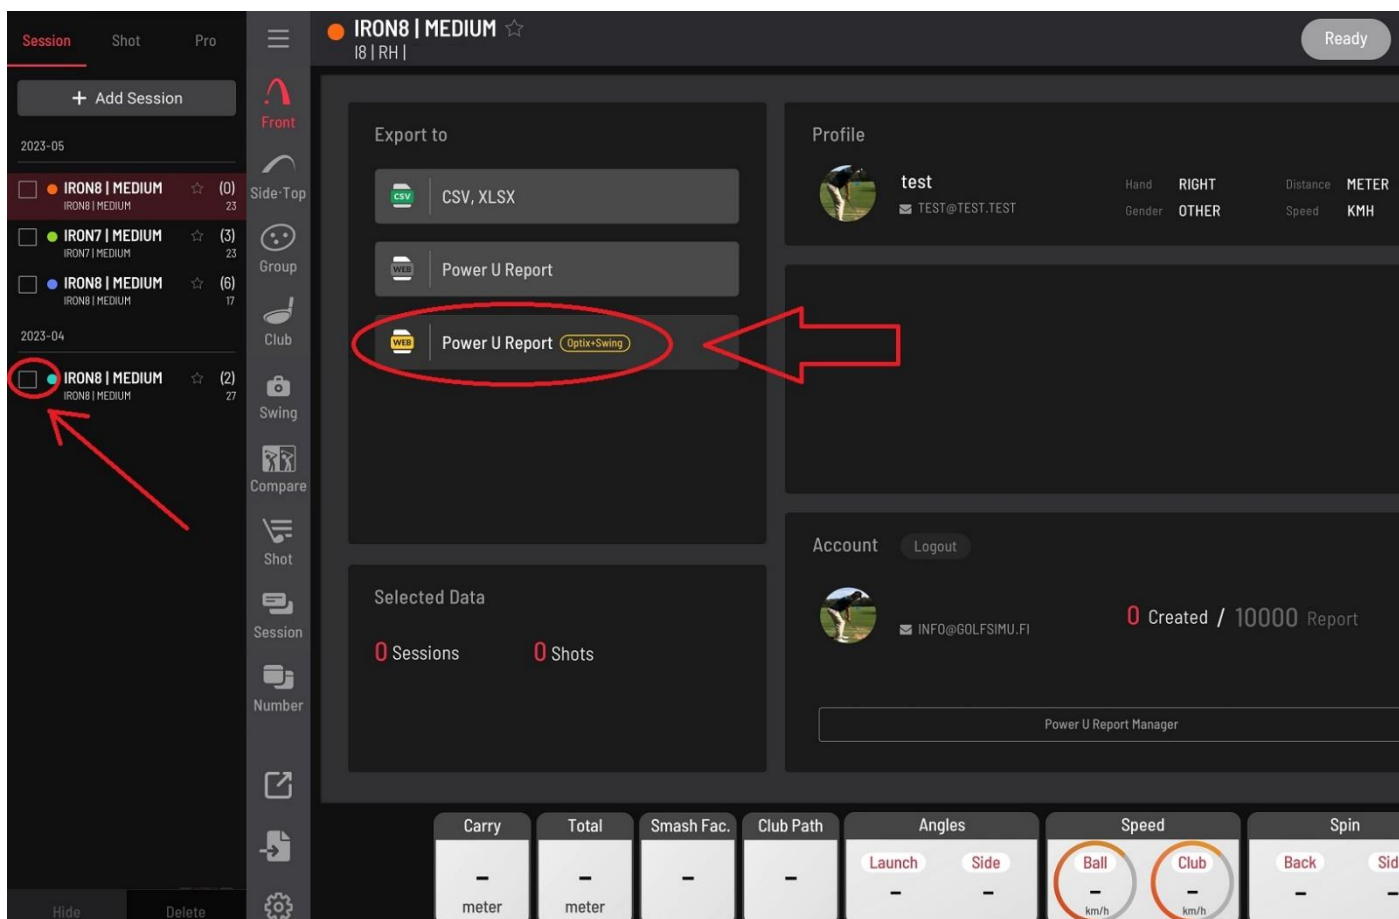 Session Shot Pro
+ Add Session
2023-05
IRON8 | MEDIUM (0)
IRON8 | MEDIUM 23
IRON7 | MEDIUM (3)
IRON7 | MEDIUM 23
IRON8 | MEDIUM (6)
IRON8 | MEDIUM 17
2023-04
IRON8 | MEDIUM (2)
IRON8 | MEDIUM 27
Hide Delete
Front
Side·Top
Group
Club
Swing
Compare
Shot
Session
Number
IRON8 | MEDIUM
I8 | RH |
Ready
Export to
CSV CSV, XLSX
WEB Power U Report
WEB Power U Report Optix+Swing
Selected Data
0 Sessions 0 Shots
Profile
test
TEST@TEST.TEST
Hand RIGHT Distance METER
Gender OTHER Speed KMH
Account Logout
INFO@GOLFSIMU.FI
0 Created / 10000 Report
Power U Report Manager
Carry Total Smash Fac. Club Path Angles Speed Spin
Launch Side Ball Club Back Sid
- - - - - - - - - -
meter meter km/h km/h